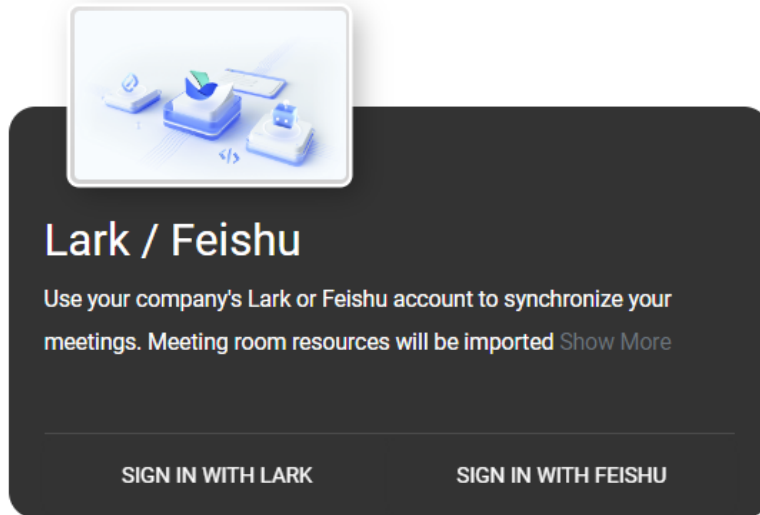 Lark / Feishu
Use your company's Lark or Feishu account to synchronize your
meetings. Meeting room resources will be imported Show More
SIGN IN WITH LARK
SIGN IN WITH FEISHU